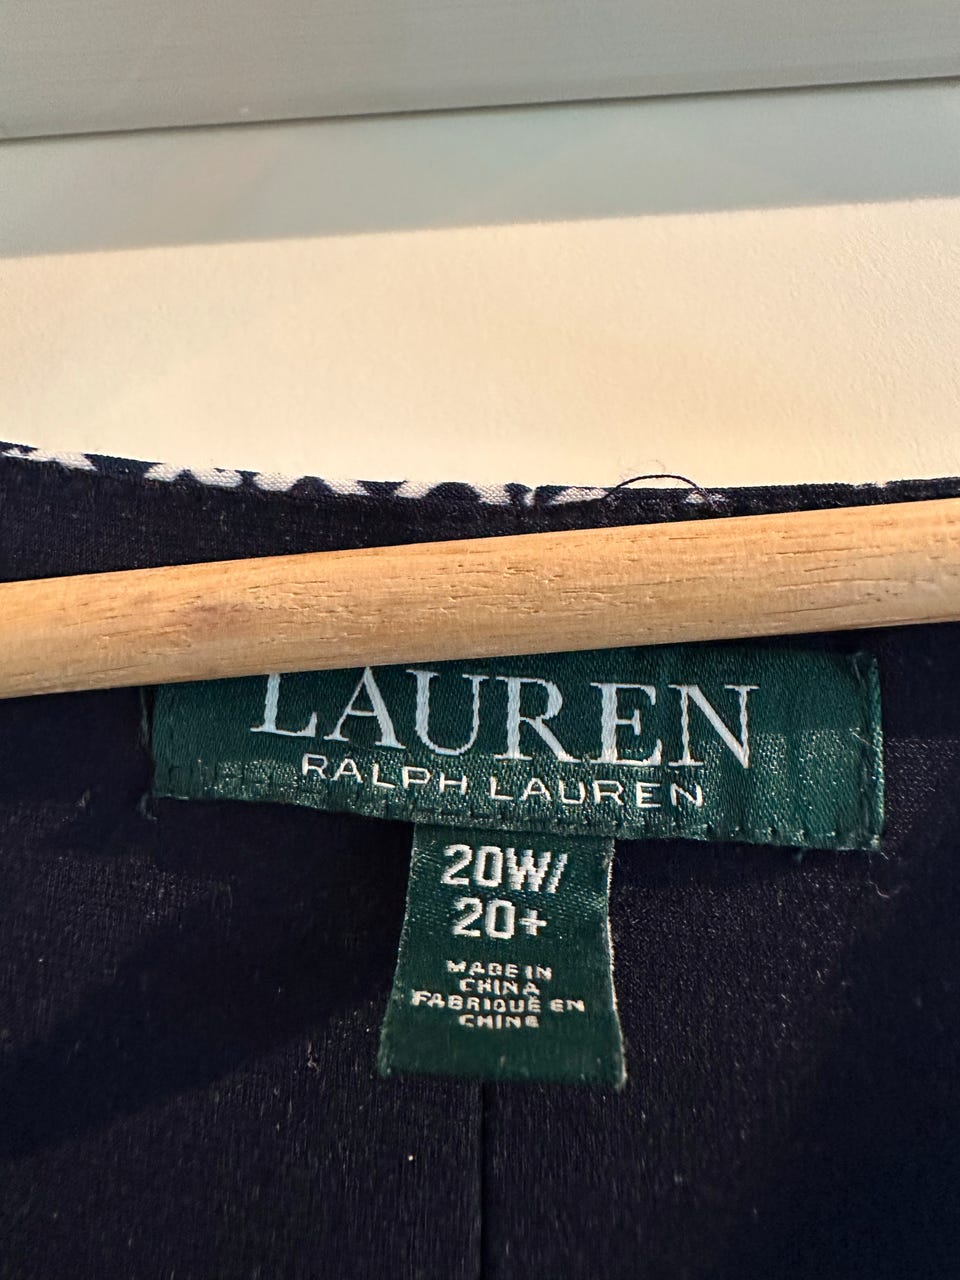 LAUREN
RALPH LAUREN
20W/
20+
MADE IN
CHINA
FABRIQUÉ EN
CHINE